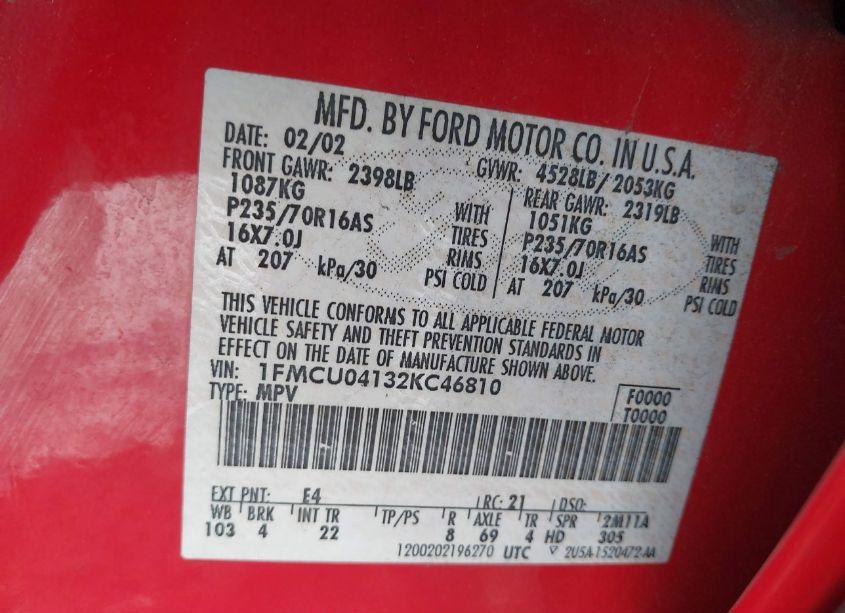 MFD. BY FORD MOTOR CO. IN U.S.A.
DATE: 02/02 GVWR: 4528LB/2053KG
FRONT GAWR: 2398LB REAR GAWR: 2319LB
1087KG WITH 1051KG WITH
P235/70R16AS TIRES P235/70R16AS TIRES
16X7.0J RIMS 16X7.0J RIMS
AT 207 kPa/30 PSI COLD AT 207 kPa/30 PSI COLD
THIS VEHICLE CONFORMS TO ALL APPLICABLE FEDERAL MOTOR
VEHICLE SAFETY AND THEFT PREVENTION STANDARDS IN
EFFECT ON THE DATE OF MANUFACTURE SHOWN ABOVE.
VIN: 1FMCU04132KC46810 F0000
TYPE: MPV T0000
EXT PNT: E4 RC: 21 DSO:
WB BRK INT TR TP/PS R AXLE TR SPR 2M11A
103 4 22 8 69 4 HD 305
1200202196270 UTC 2U5A-1520472-AA